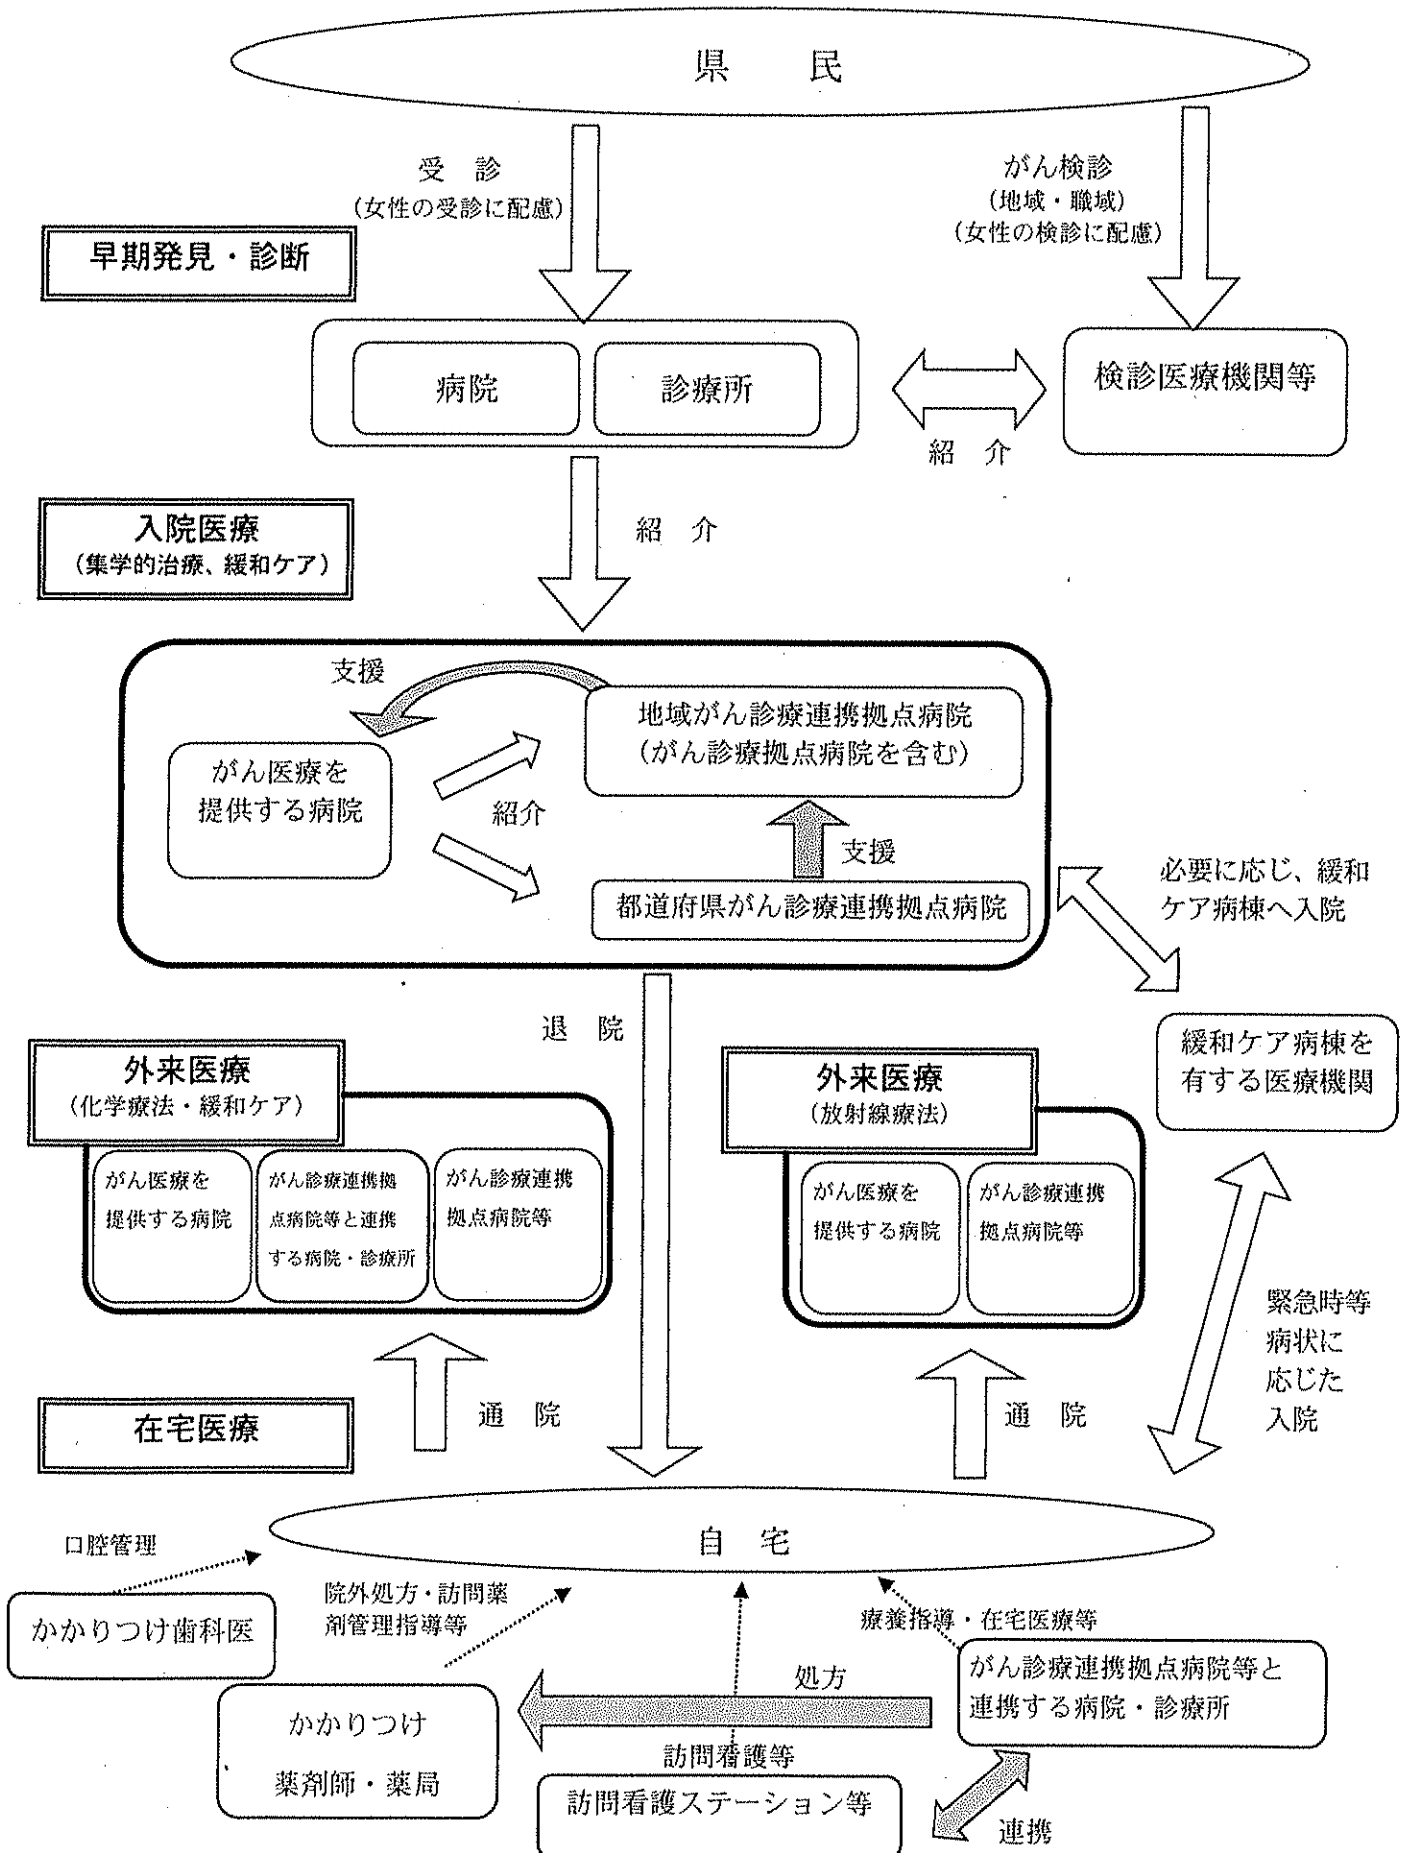 県 民
受 診
(女性の受診に配慮)
がん検診
(地域・職域)
(女性の検診に配慮)
早期発見・診断
病院
診療所
検診医療機関等
紹 介
入院医療
(集学的治療、緩和ケア)
紹 介
支援
地域がん診療連携拠点病院
(がん診療拠点病院を含む)
がん医療を
提供する病院
紹介
支援
都道府県がん診療連携拠点病院
必要に応じ、緩和
ケア病棟へ入院
退 院
緩和ケア病棟を
有する医療機関
外来医療
(化学療法・緩和ケア)
がん医療を
提供する病院
がん診療連携拠
点病院等と連携
する病院・診療所
がん診療連携
拠点病院等
外来医療
(放射線療法)
がん医療を
提供する病院
がん診療連携
拠点病院等
緊急時等
病状に
応じた
入院
通 院
通 院
在宅医療
自 宅
口腔管理
かかりつけ歯科医
院外処方・訪問薬
剤管理指導等
療養指導・在宅医療等
がん診療連携拠点病院等と
連携する病院・診療所
処方
かかりつけ
薬剤師・薬局
訪問看護等
訪問看護ステーション等
連携